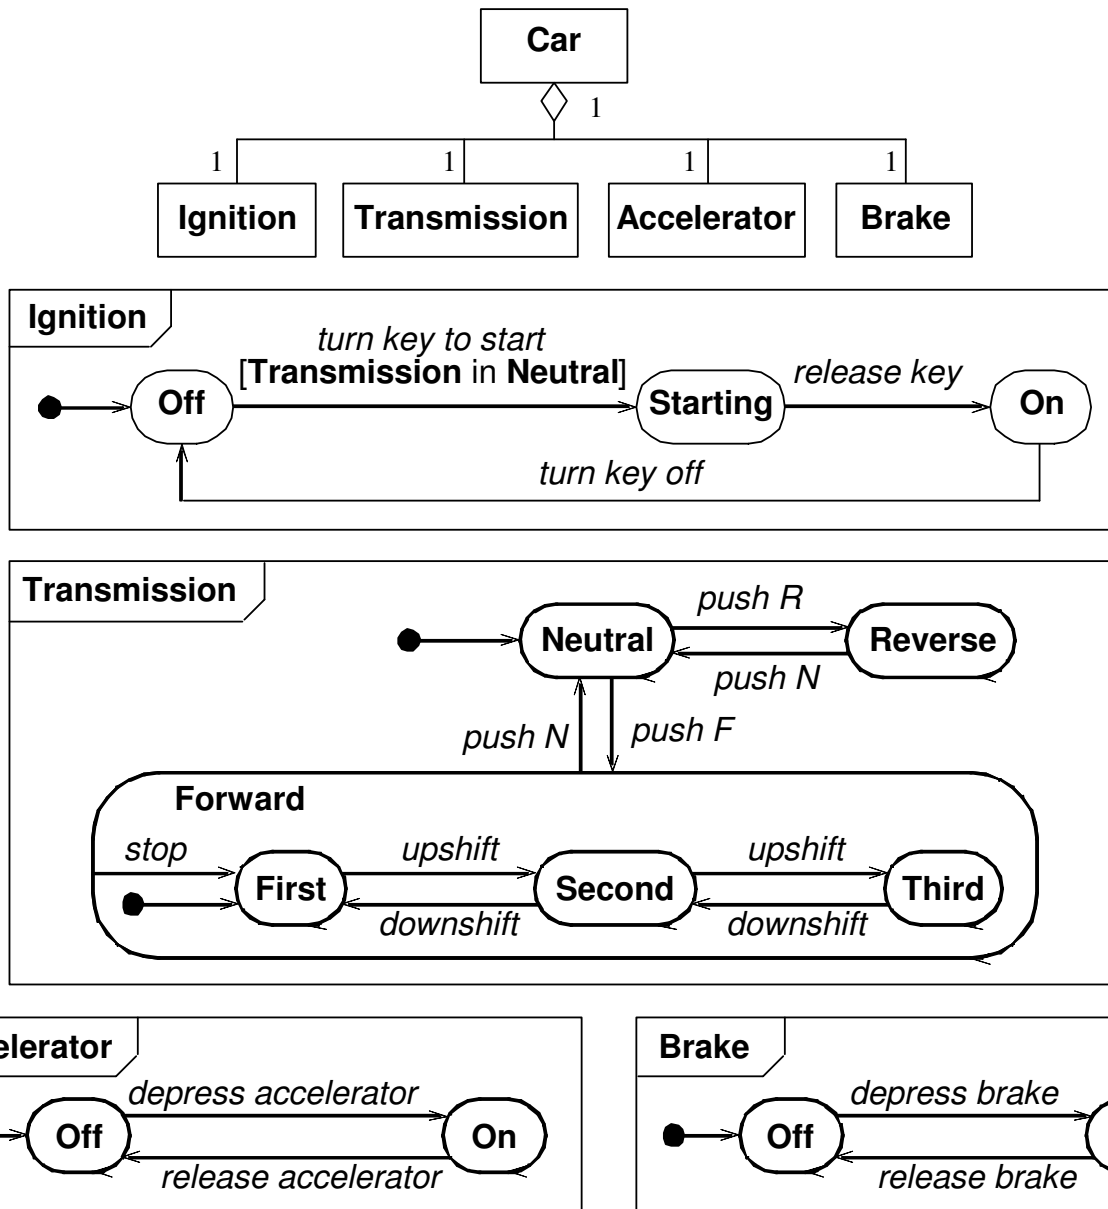 Car
1
1
1
1
1
Ignition
Transmission
Accelerator
Brake
Ignition
turn key to start
[Transmission in Neutral]
release key
Off
Starting
On
turn key off
Transmission
push R
Neutral
Reverse
push N
push N
push F
Forward
stop
upshift
upshift
First
Second
Third
downshift
downshift
elerator
Brake
depress accelerator
depress brake
Off
On
Off
release accelerator
release brake